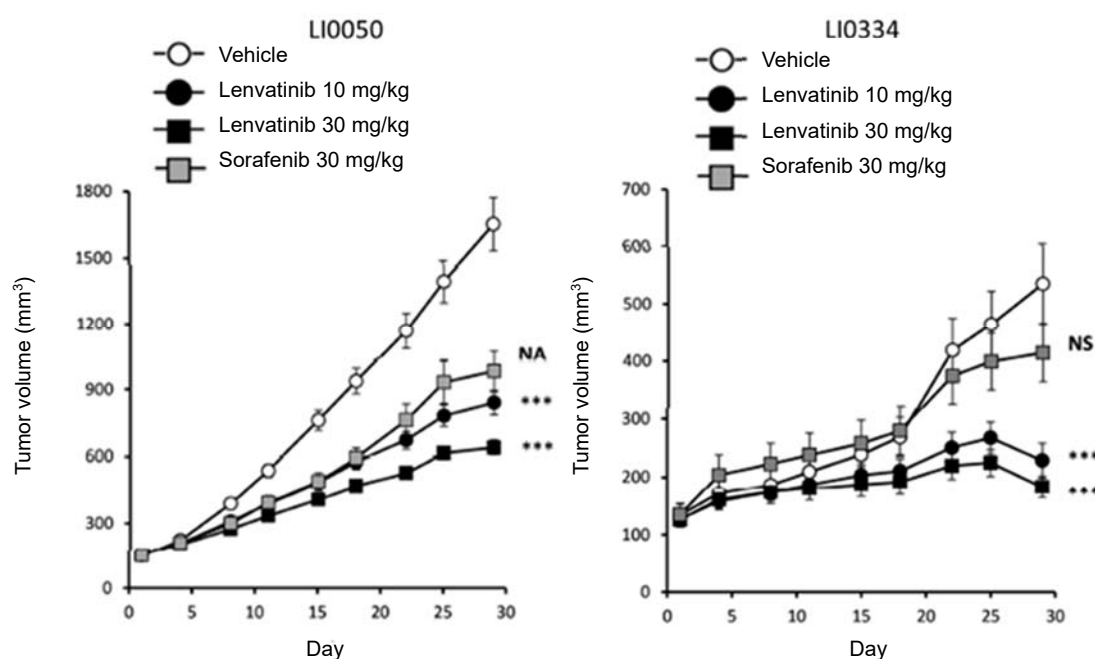 LI0050
Vehicle
Lenvatinib 10 mg/kg
Lenvatinib 30 mg/kg
Sorafenib 30 mg/kg
1800
1500
1200
900
600
300
0
Tumor volume (mm³)
NA
***
***
0 5 10 15 20 25 30
Day
LI0334
Vehicle
Lenvatinib 10 mg/kg
Lenvatinib 30 mg/kg
Sorafenib 30 mg/kg
700
600
500
400
300
200
100
0
Tumor volume (mm³)
NS
***
***
0 5 10 15 20 25 30
Day